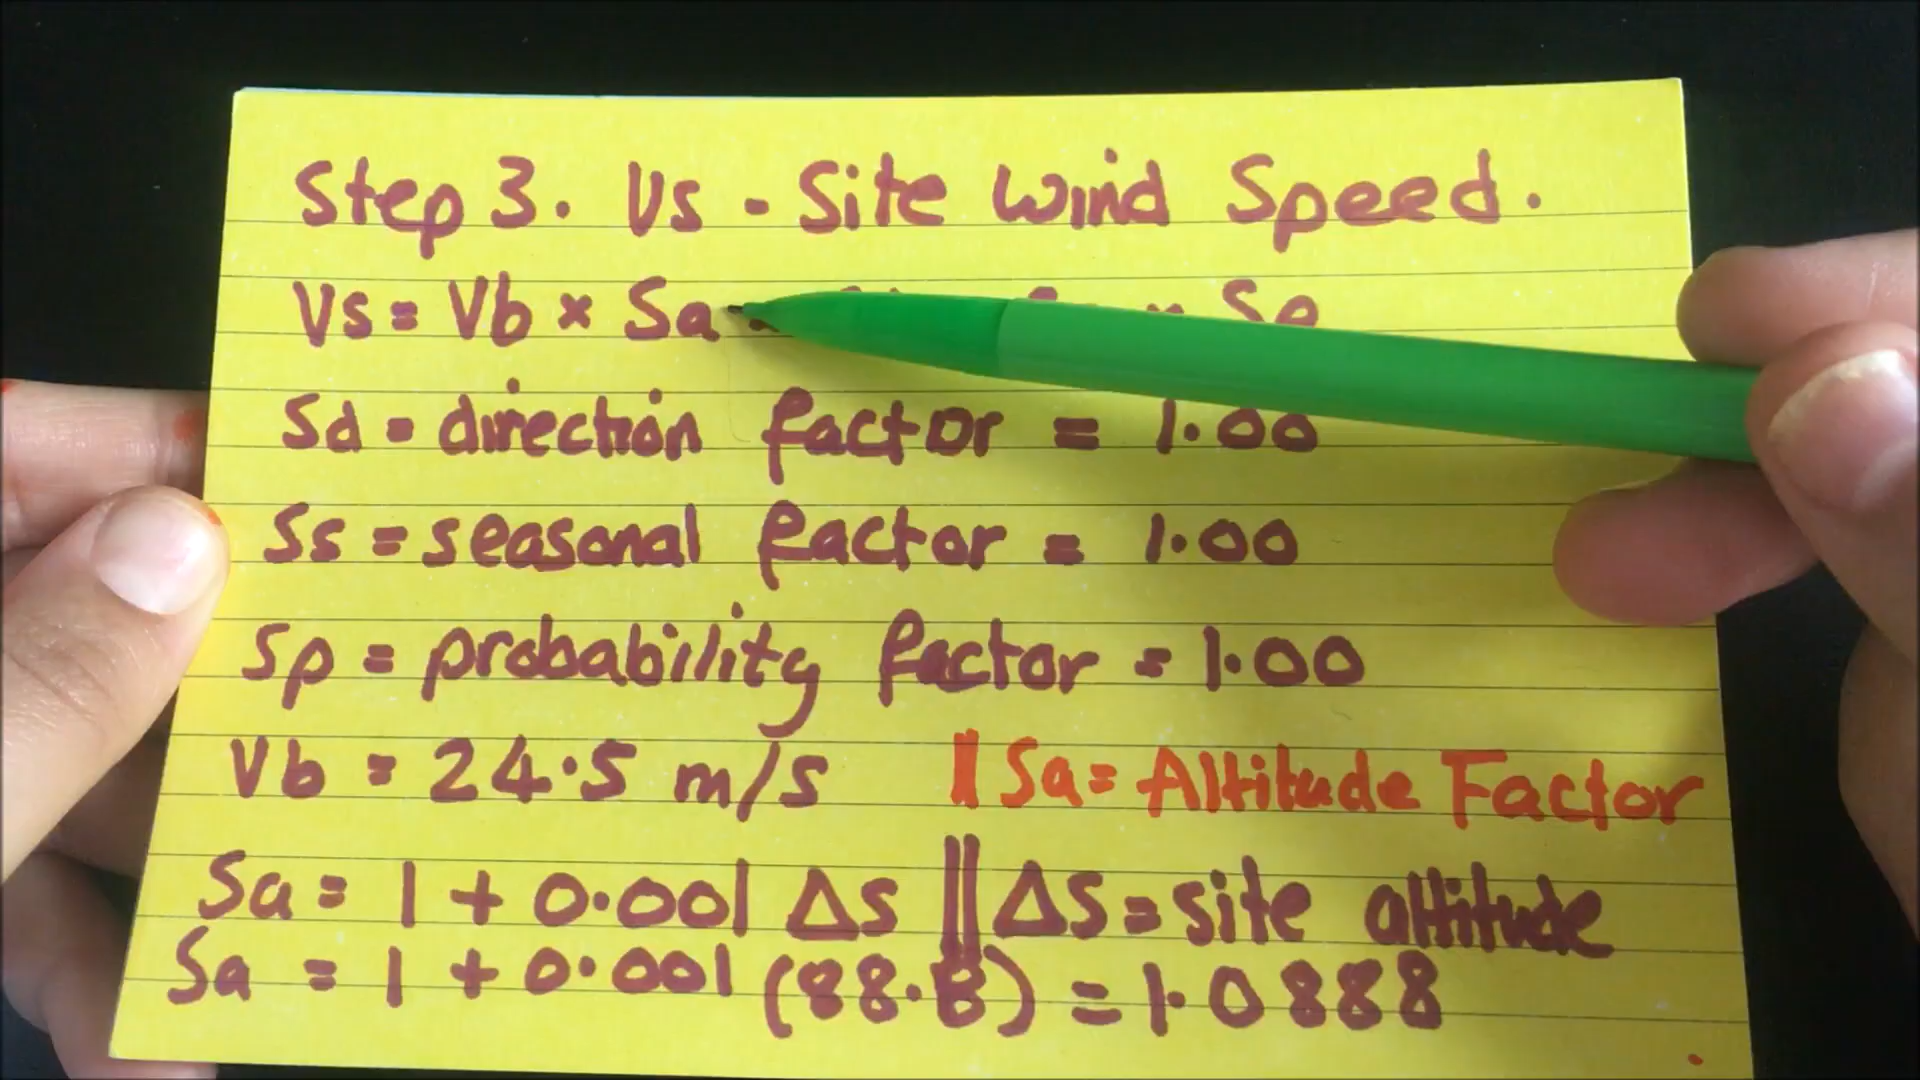 Step 3. Vs - Site Wind Speed.
Vs = Vb × Sa
Sd = direction factor = 1.00
Ss = seasonal factor = 1.00
Sp = probability factor = 1.00
Vb = 24.5 m/s || Sa = Altitude Factor
Sa = 1 + 0.001 Δs || ΔS = site altitude
Sa = 1 + 0.001 (88.8) = 1.0888